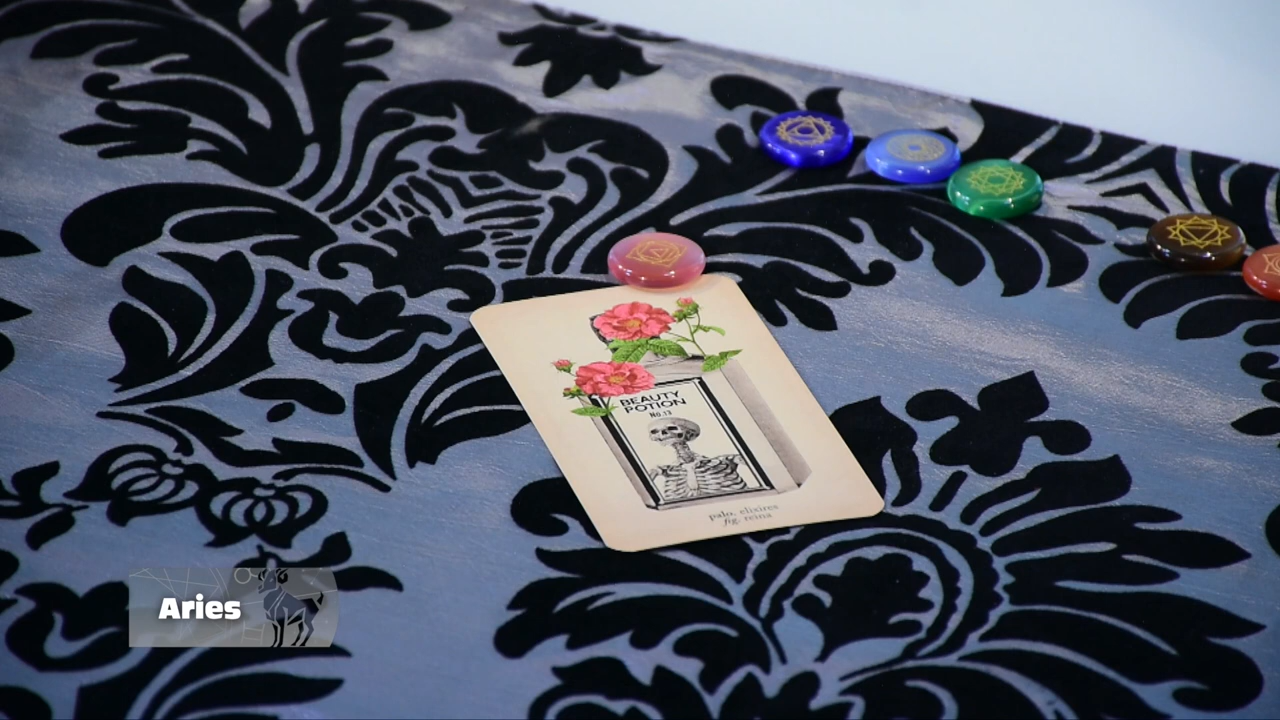 BEAUTY
POTION
No.13
palo, elixires
fig. reina
Aries